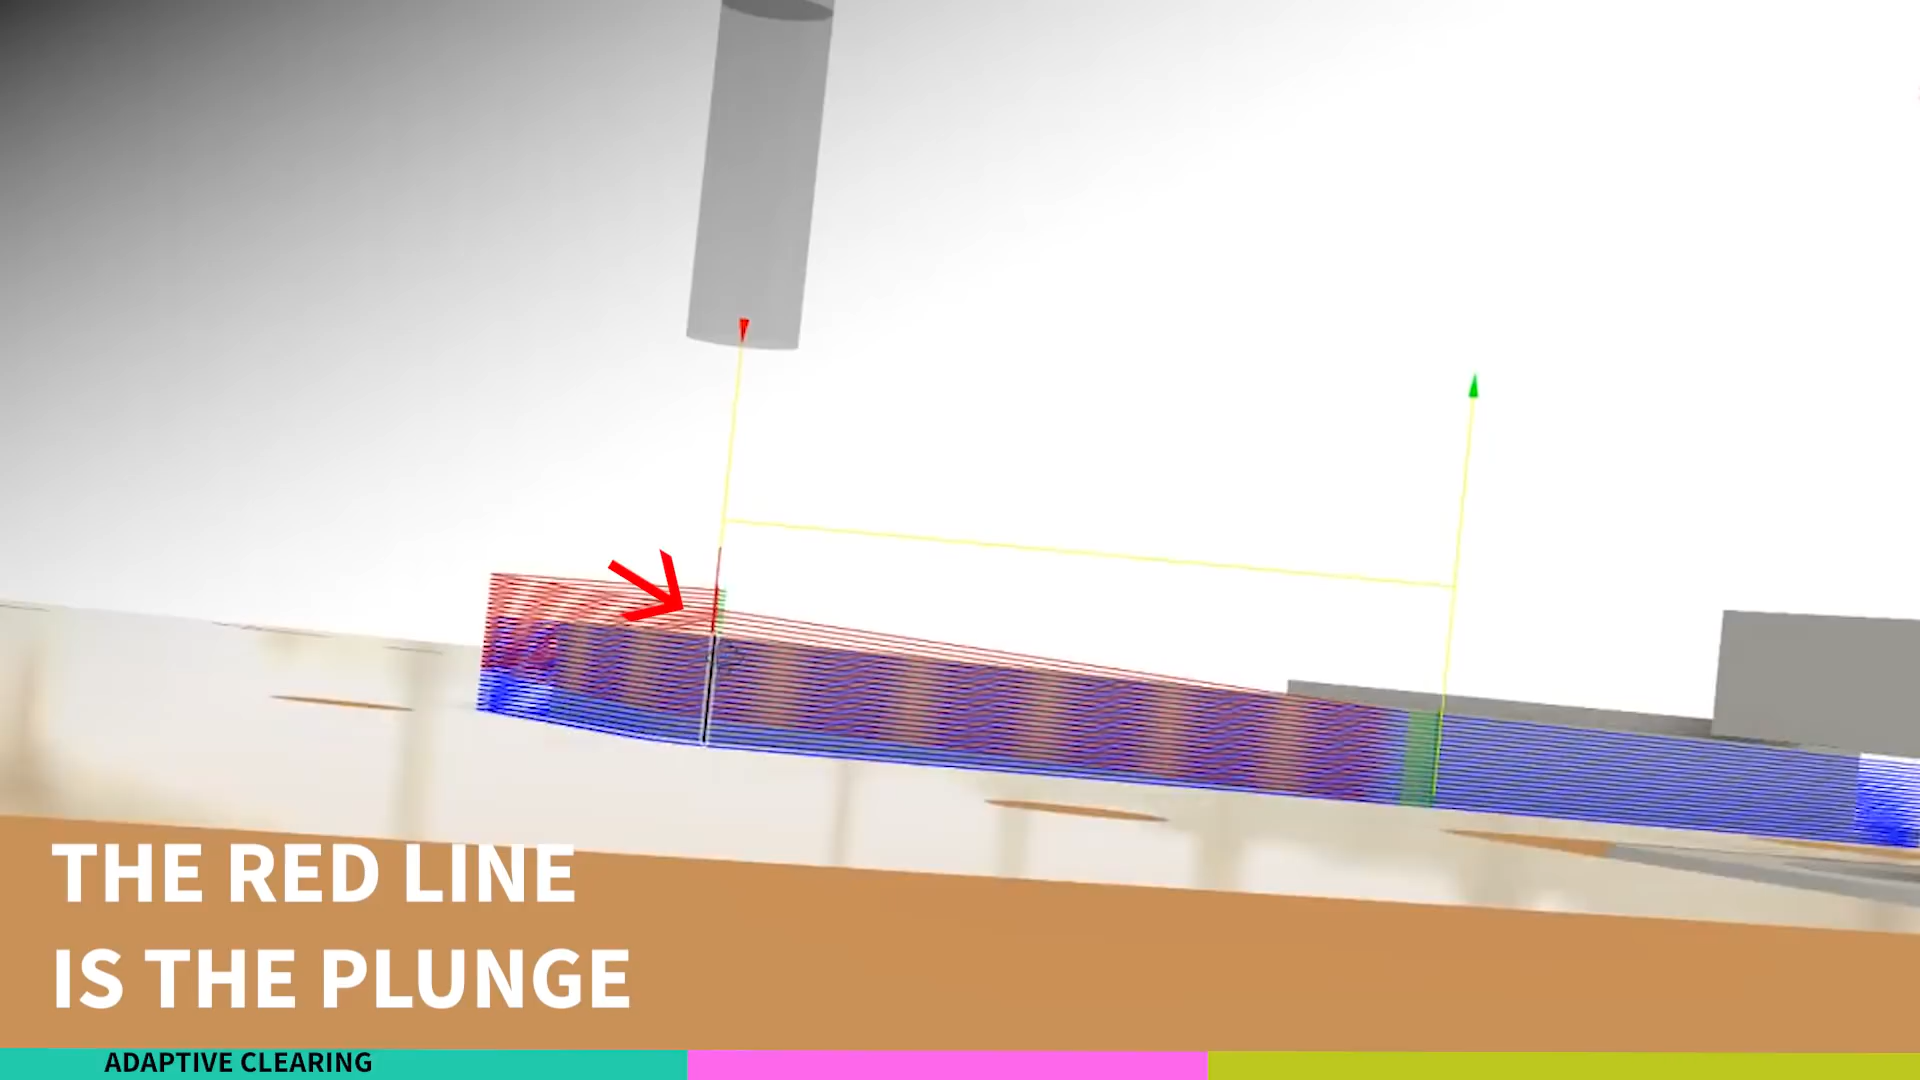 THE RED LINE
IS THE PLUNGE
ADAPTIVE CLEARING